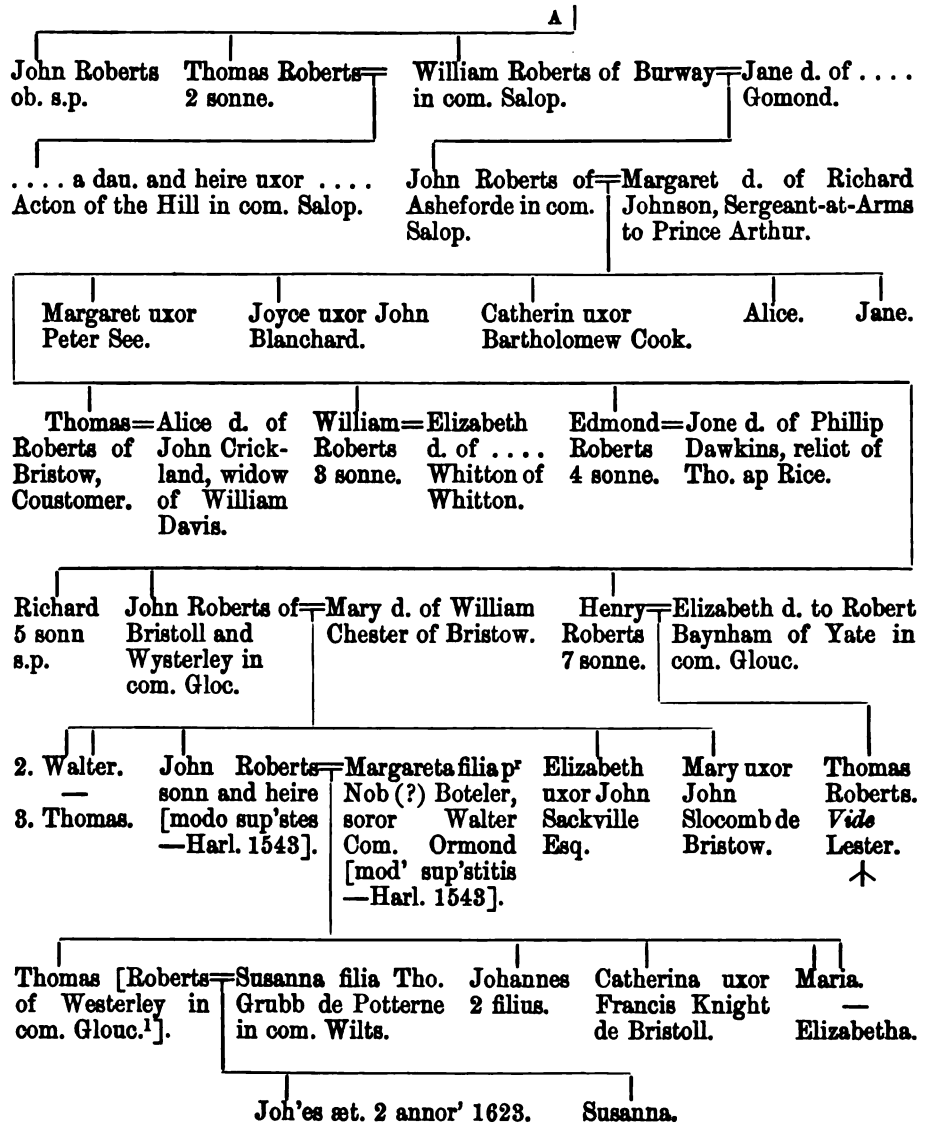 A
John Roberts
ob. s.p.
Thomas Roberts
2 sonne.
William Roberts of Burway
in com. Salop.
Jane d. of . . . .
Gomond.
. . . . a dau. and heire uxor . . . .
Acton of the Hill in com. Salop.
John Roberts of
Asheforde in com.
Salop.
Margaret d. of Richard
Johnson, Sergeant-at-Arms
to Prince Arthur.
Margaret uxor
Peter See.
Joyce uxor John
Blanchard.
Catherin uxor
Bartholomew Cook.
Alice.
Jane.
Thomas=
Roberts of
Bristow,
Coustomer.
Alice d. of
John Crick-
land, widow
of William
Davis.
William=
Roberts
3 sonne.
Elizabeth
d. of . . . .
Whitton of
Whitton.
Edmond=
Roberts
4 sonne.
Jone d. of Phillip
Dawkins, reliot of
Tho. ap Rice.
Richard
5 sonn
s.p.
John Roberts of
Bristoll and
Wysterley in
com. Gloc.
Mary d. of William
Chester of Bristow.
Henry
Roberts
7 sonne.
Elizabeth d. to Robert
Baynham of Yate in
com. Glouc.
2. Walter.
—
3. Thomas.
John Roberts
sonn and heire
[modo sup'stes
—Harl. 1543].
Margareta filia pʳ
Nob (?) Boteler,
soror Walter
Com. Ormond
[mod' sup'stitis
—Harl. 1543].
Elizabeth
uxor John
Sackville
Esq.
Mary uxor
John
Slocomb de
Bristow.
Thomas
Roberts.
Vide
Lester.
Thomas [Roberts
of Westerley in
com. Glouc.¹].
Susanna filia Tho.
Grubb de Potterne
in com. Wilts.
Johannes
2 filius.
Catherina uxor
Francis Knight
de Bristoll.
Maria.
—
Elizabetha.
Joh'es æt. 2 annor' 1623.
Susanna.